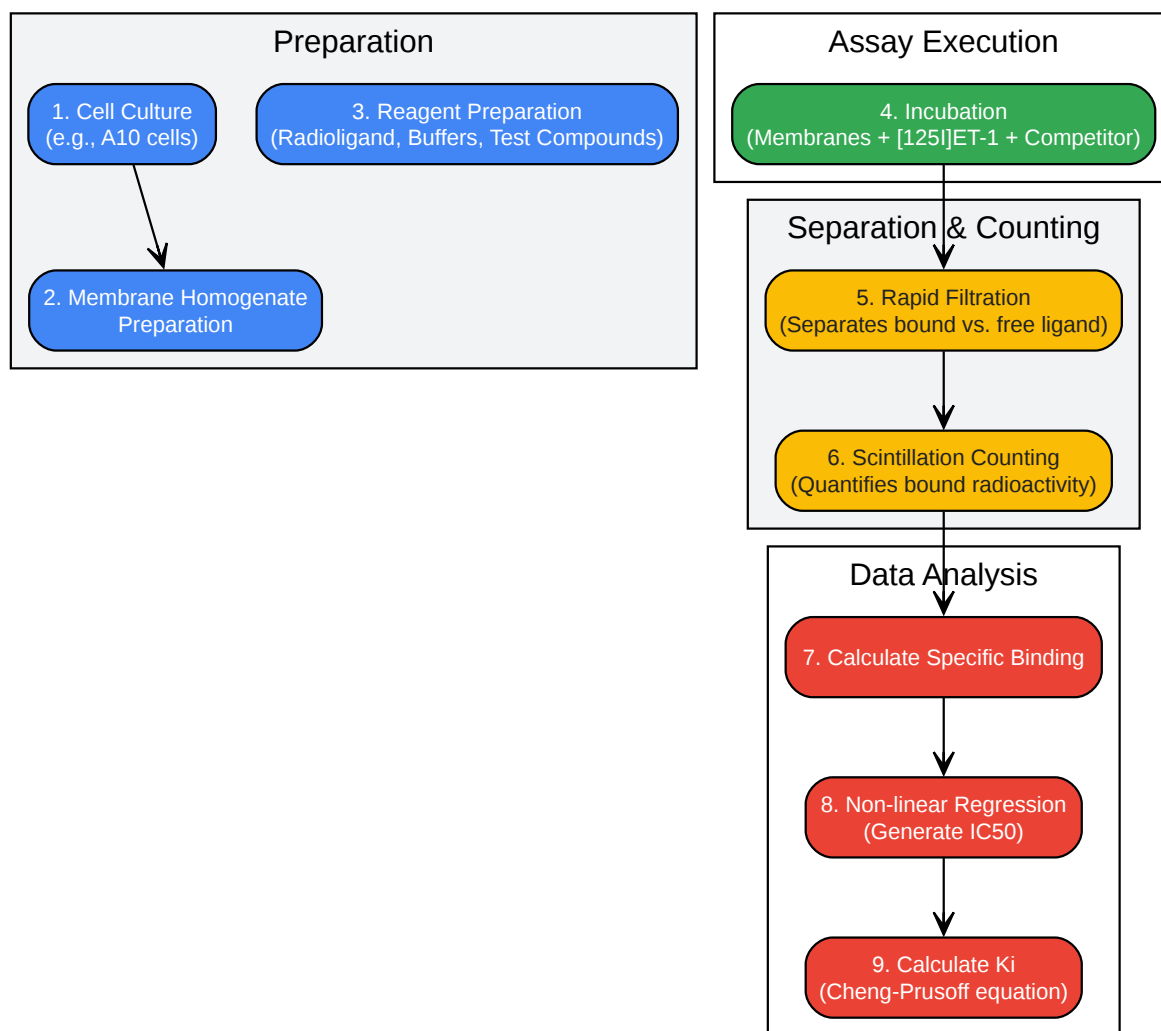 Preparation
1. Cell Culture
(e.g., A10 cells)
3. Reagent Preparation
(Radioligand, Buffers, Test Compounds)
2. Membrane Homogenate
Preparation
Assay Execution
4. Incubation
(Membranes + [125I]ET-1 + Competitor)
Separation & Counting
5. Rapid Filtration
(Separates bound vs. free ligand)
6. Scintillation Counting
(Quantifies bound radioactivity)
Data Analysis
7. Calculate Specific Binding
8. Non-linear Regression
(Generate IC50)
9. Calculate Ki
(Cheng-Prusoff equation)